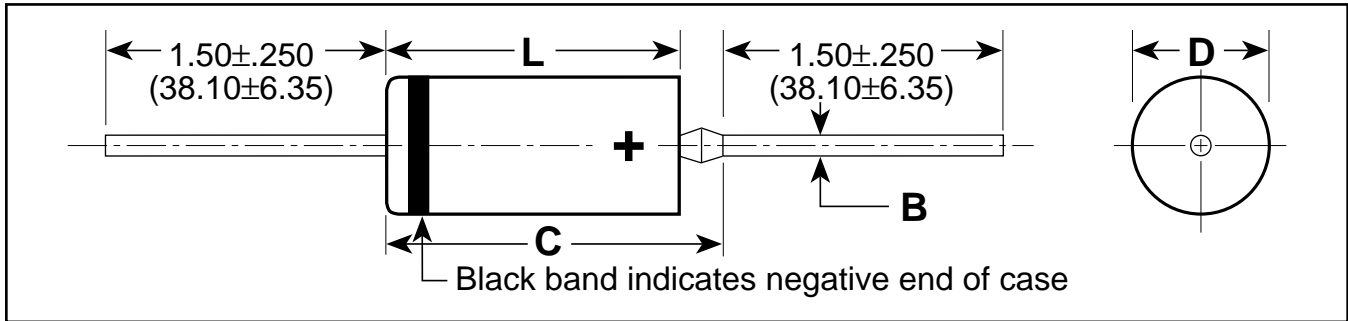 1.50±.250
(38.10±6.35)
L
1.50±.250
(38.10±6.35)
D
+
B
C
Black band indicates negative end of case